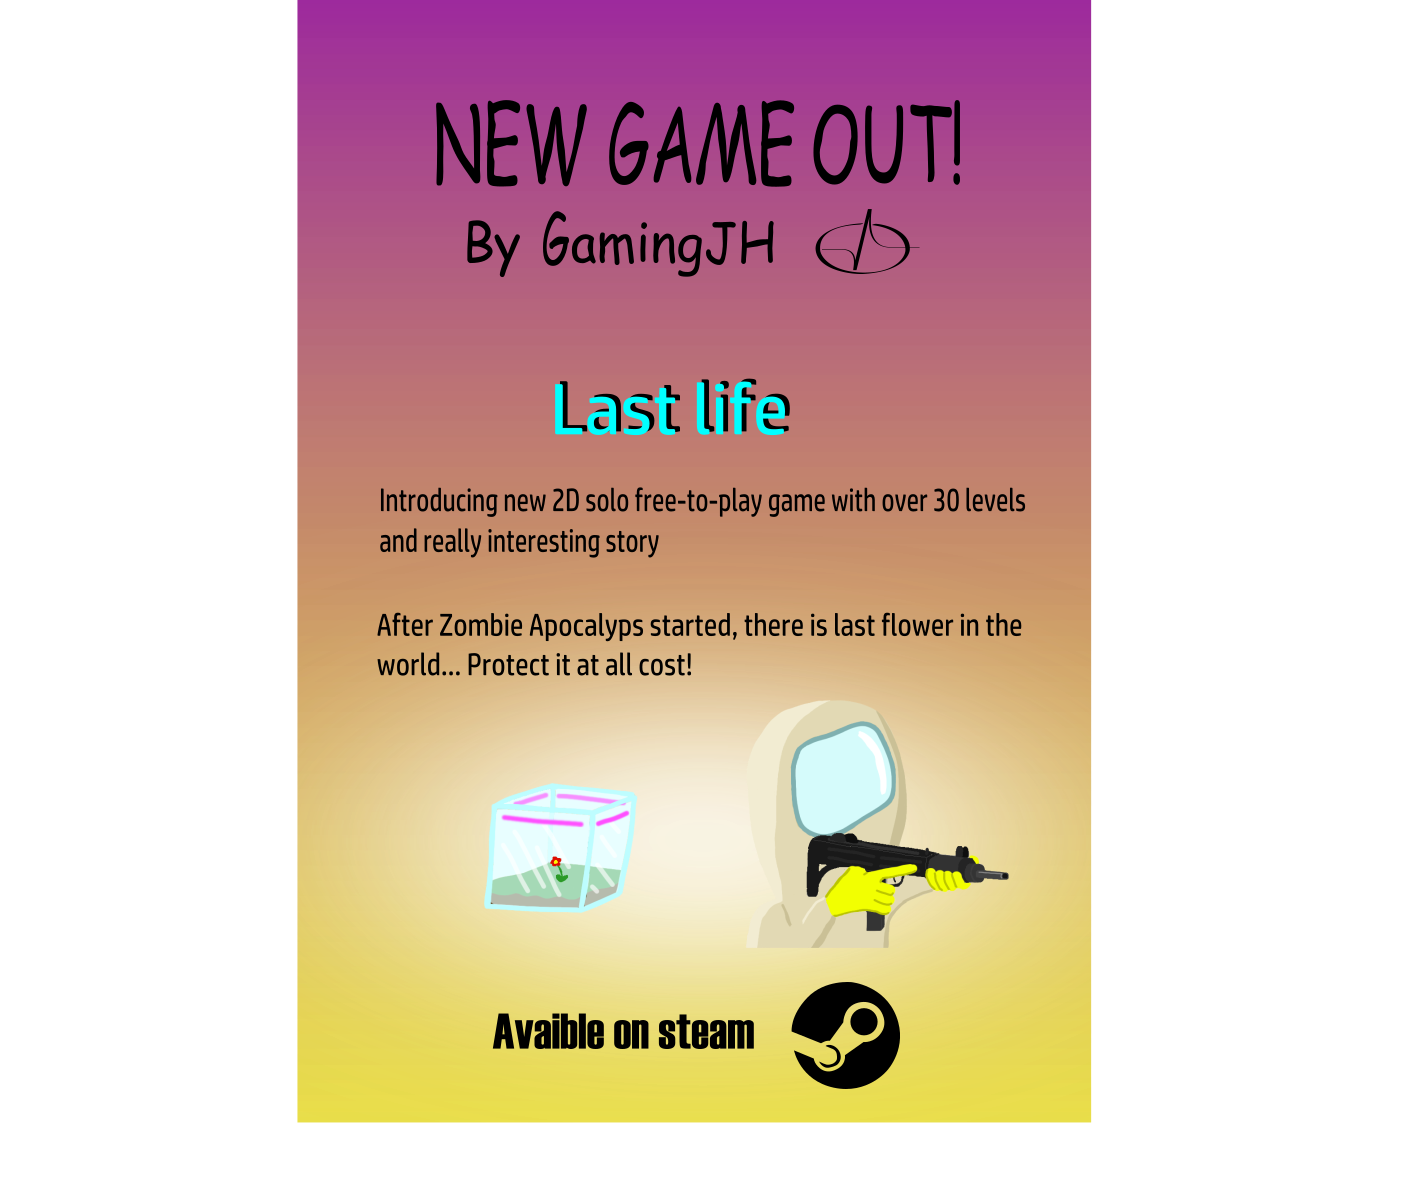 NEW GAME OUT!
By GamingJH
Last life
Introducing new 2D solo free-to-play game with over 30 levels
and really interesting story
After Zombie Apocalyps started, there is last flower in the
world... Protect it at all cost!
Avaible on steam